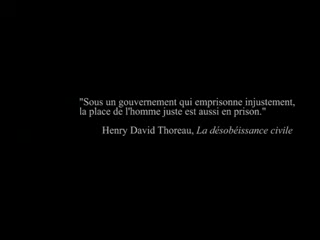 "Sous un gouvernement qui emprisonne injustement,
la place de l'homme juste est aussi en prison."
Henry David Thoreau, La désobéissance civile